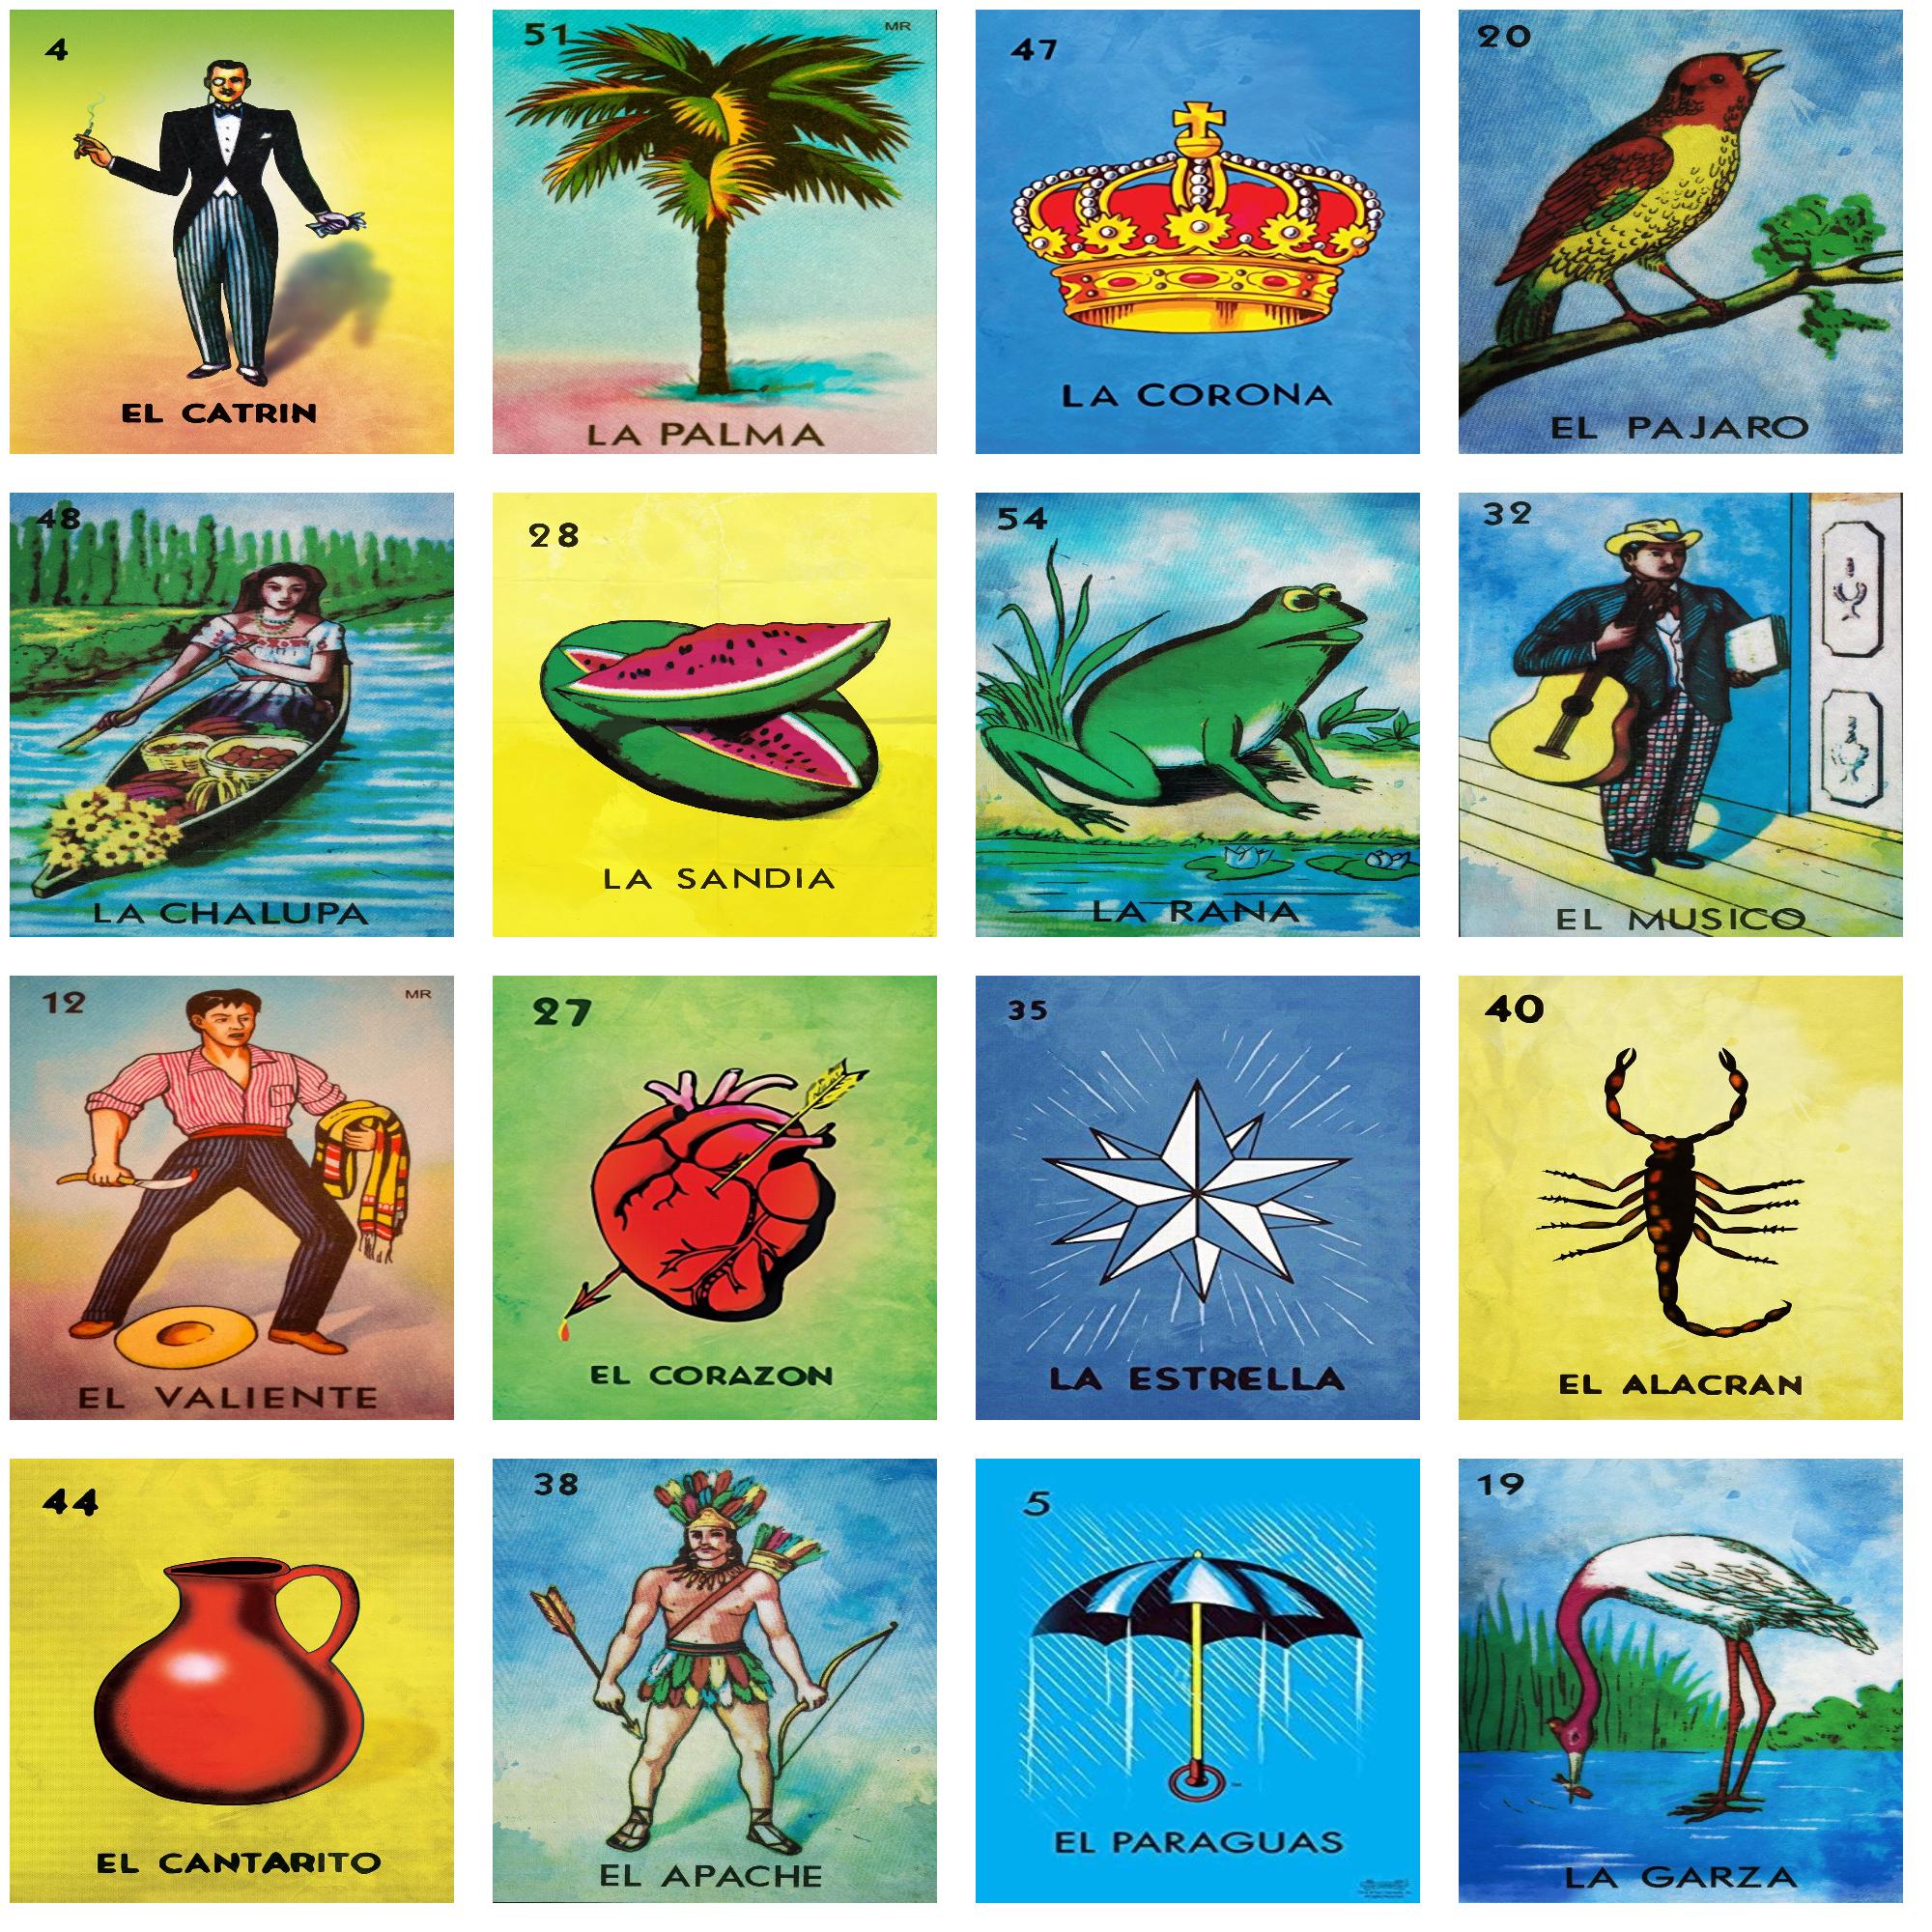 4
EL CATRIN
51
MR
LA PALMA
47
LA CORONA
20
EL PAJARO
48
LA CHALUPA
28
LA SANDIA
54
LA RANA
32
EL MUSICO
12
MR
EL VALIENTE
27
EL CORAZON
35
LA ESTRELLA
40
EL ALACRAN
44
EL CANTARITO
38
EL APACHE
5
EL PARAGUAS
19
LA GARZA